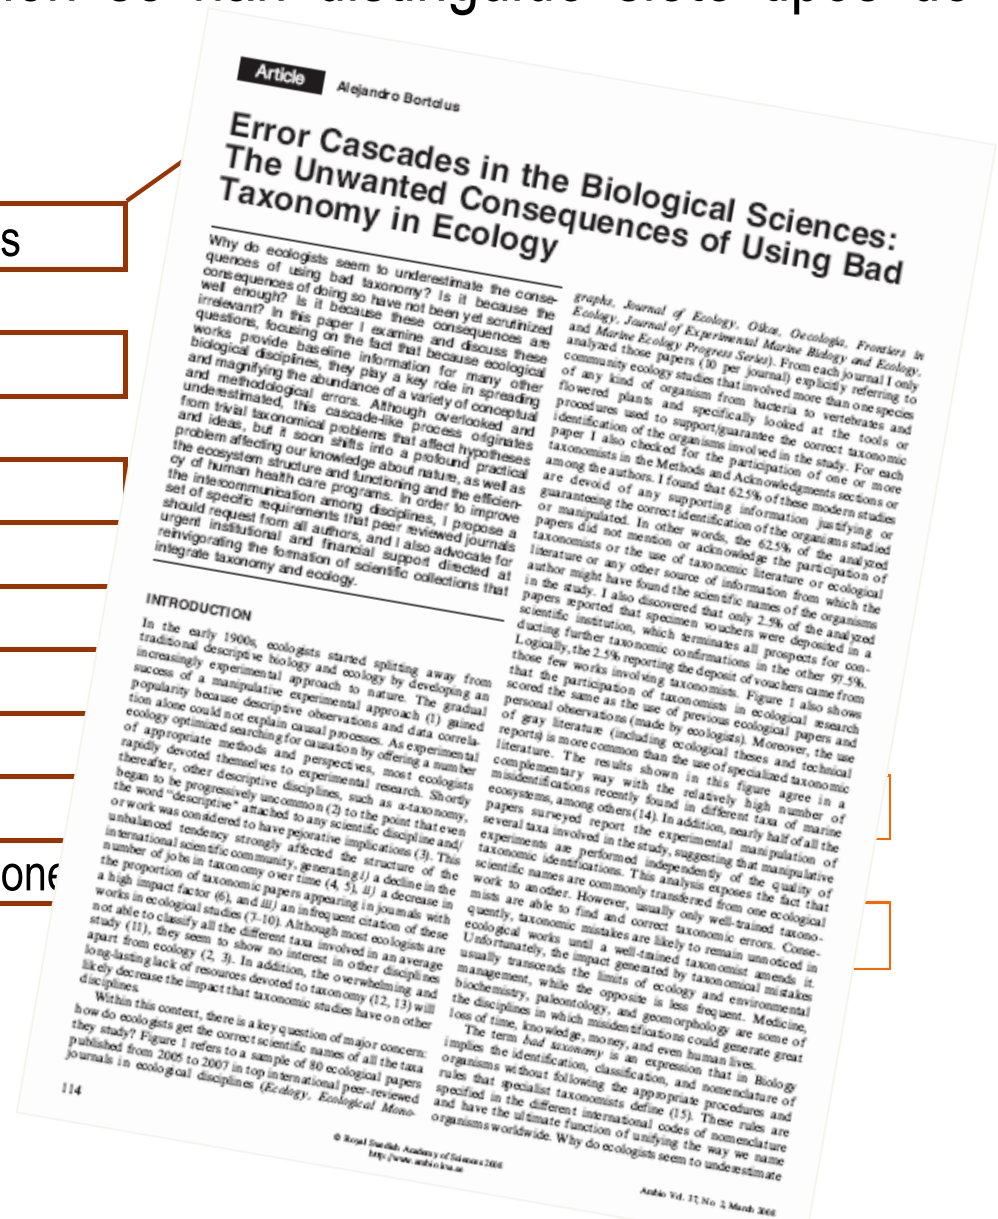 Article Alejandro Bortolus
Error Cascades in the Biological Sciences:
The Unwanted Consequences of Using Bad
Taxonomy in Ecology
Why do ecologists seem to underestimate the conse-
quences of using bad taxonomy? Is it because the
consequences of doing so have not been yet scrutinized
well enough? Is it because these consequences are
irrelevant? In this paper I examine and discuss these
questions, focusing on the fact that because ecological
works provide baseline information for many other
biological disciplines, they play a key role in spreading
and magnifying the abundance of a variety of conceptual
and methodological errors. Although overlooked and
underestimated, this cascade-like process originates
from trivial taxonomical problems that affect hypotheses
and ideas, but it soon shifts into a profound practical
problem affecting our knowledge about nature, as well as
the ecosystem structure and functioning and the efficien-
cy of human health care programs. In order to improve
the intercommunication among disciplines, I propose a
set of specific requirements that peer reviewed journals
should request from all authors, and I also advocate for
urgent institutional and financial support directed at
reinvigorating the formation of scientific collections that
integrate taxonomy and ecology.
INTRODUCTION
In the early 1900s, ecologists started splitting away from
traditional descriptive biology and ecology by developing an
increasingly experimental approach to nature. The gradual
success of a manipulative experimental approach (1) gained
popularity because descriptive observations and data correla-
tion alone could not explain causal processes. As experimental
ecology optimized searching for causation by offering a number
of appropriate methods and perspectives, most ecologists
rapidly devoted themselves to experimental research. Shortly
thereafter, other descriptive disciplines, such as α-taxonomy,
began to be progressively uncommon (2) to the point that even
the word "descriptive" attached to any scientific discipline and/
or work was considered to have pejorative implications (3). This
unbalanced tendency strongly affected the structure of the
international scientific community, generating i) a decline in the
number of jobs in taxonomy over time (4, 5), ii) a decrease in
the proportion of taxonomic papers appearing in journals with
a high impact factor (6), and iii) an infrequent citation of these
works in ecological studies (7–10). Although most ecologists are
not able to classify all the different taxa involved in an average
study (11), they seem to show no interest in other disciplines
apart from ecology (2, 3). In addition, the overwhelming and
long-lasting lack of resources devoted to taxonomy (12, 13) will
likely decrease the impact that taxonomic studies have on other
disciplines.
Within this context, there is a key question of major concern:
how do ecologists get the correct scientific names of all the taxa
they study? Figure 1 refers to a sample of 80 ecological papers
published from 2005 to 2007 in top international peer-reviewed
journals in ecological disciplines (Ecology, Ecological Mono-
graphs, Journal of Ecology, Oikos, Oecologia, Frontiers in
Ecology, Journal of Experimental Marine Biology and Ecology,
and Marine Ecology Progress Series). From each journal I only
analyzed those papers (10 per journal) explicitly referring to
community ecology studies that involved more than one species
of any kind of organism from bacteria to vertebrates and
flowered plants and specifically looked at the tools or
procedures used to support/guarantee the correct taxonomic
identification of the organisms involved in the study. For each
paper I also checked for the participation of one or more
taxonomists in the Methods and Acknowledgments sections or
among the authors. I found that 62.5% of these modern studies
are devoid of any supporting information justifying or
guaranteeing the correct identification of the organisms studied
or manipulated. In other words, the 62.5% of the analyzed
papers did not mention or acknowledge the participation of
taxonomists or the use of taxonomic literature or ecological
literature or any other source of information from which the
author might have found the scientific names of the organisms
in the study. I also discovered that only 2.5% of the analyzed
papers reported that specimen vouchers were deposited in a
scientific institution, which terminates all prospects for con-
ducting further taxonomic confirmations in the other 97.5%.
Logically, the 2.5% reporting the deposit of vouchers came from
those few works involving taxonomists. Figure 1 also shows
that the participation of taxonomists in ecological research
scored the same as the use of previous ecological papers and
personal observations (made by ecologists). Moreover, the use
of gray literature (including ecological theses and technical
reports) is more common than the use of specialized taxonomic
literature. The results shown in this figure agree in a
complementary way with the relatively high number of
misidentifications recently found in different taxa of marine
ecosystems, among others (14). In addition, nearly half of all the
papers surveyed report the experimental manipulation of
several taxa involved in the study, suggesting that manipulative
experiments are performed independently of the quality of
taxonomic identifications. This analysis exposes the fact that
scientific names are commonly transferred from one ecological
work to another. However, usually only well-trained taxono-
mists are able to find and correct taxonomic errors. Conse-
quently, taxonomic mistakes are likely to remain unnoticed in
ecological works until a well-trained taxonomist amends it.
Unfortunately, the impact generated by taxonomical mistakes
usually transcends the limits of ecology and environmental
management, while the opposite is less frequent. Medicine,
biochemistry, paleontology, and geomorphology are some of
the disciplines in which misidentifications could generate great
loss of time, knowledge, money, and even human lives.
The term bad taxonomy is an expression that in Biology
implies the identification, classification, and nomenclature of
organisms without following the appropriate procedures and
rules that specialist taxonomists define (15). These rules are
specified in the different international codes of nomenclature
and have the ultimate function of unifying the way we name
organisms worldwide. Why do ecologists seem to underestimate
114
© Royal Swedish Academy of Sciences 2008
http://www.ambio.kva.se
Ambio Vol. 37, No. 2, March 2008
s
one